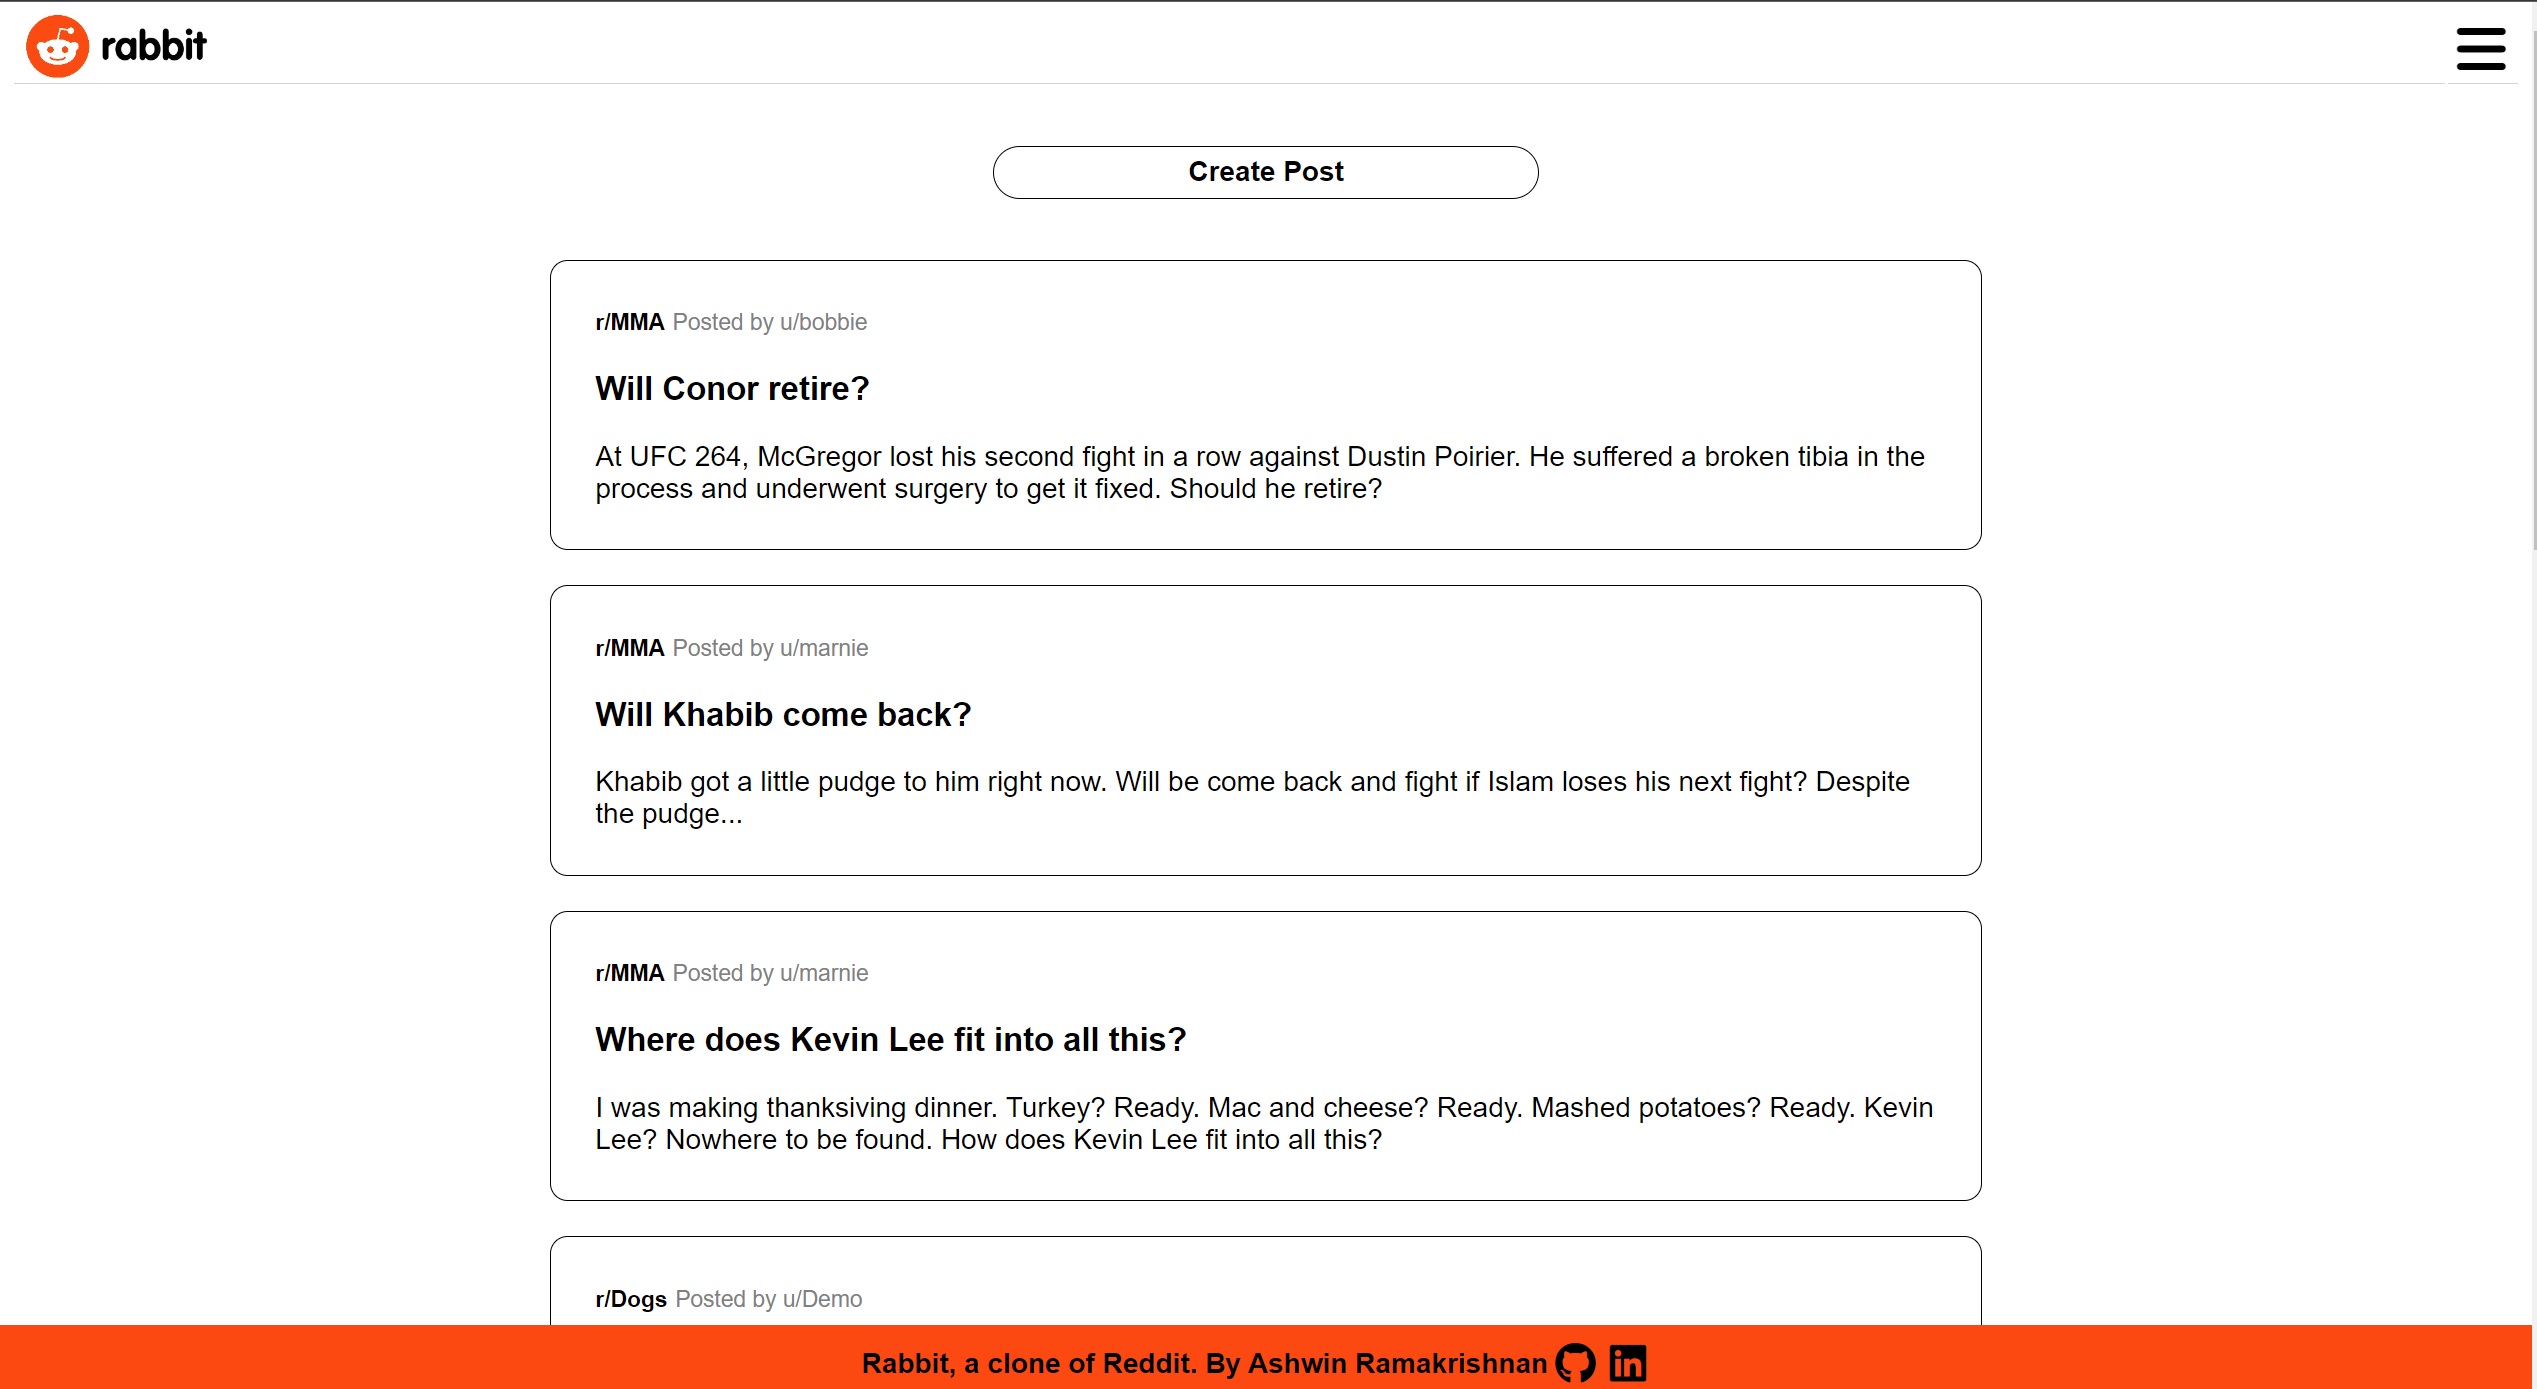 rabbit
Create Post
r/MMA Posted by u/bobbie
Will Conor retire?
At UFC 264, McGregor lost his second fight in a row against Dustin Poirier. He suffered a broken tibia in the
process and underwent surgery to get it fixed. Should he retire?
r/MMA Posted by u/marnie
Will Khabib come back?
Khabib got a little pudge to him right now. Will be come back and fight if Islam loses his next fight? Despite
the pudge...
r/MMA Posted by u/marnie
Where does Kevin Lee fit into all this?
I was making thanksiving dinner. Turkey? Ready. Mac and cheese? Ready. Mashed potatoes? Ready. Kevin
Lee? Nowhere to be found. How does Kevin Lee fit into all this?
r/Dogs Posted by u/Demo
Rabbit, a clone of Reddit. By Ashwin Ramakrishnan in